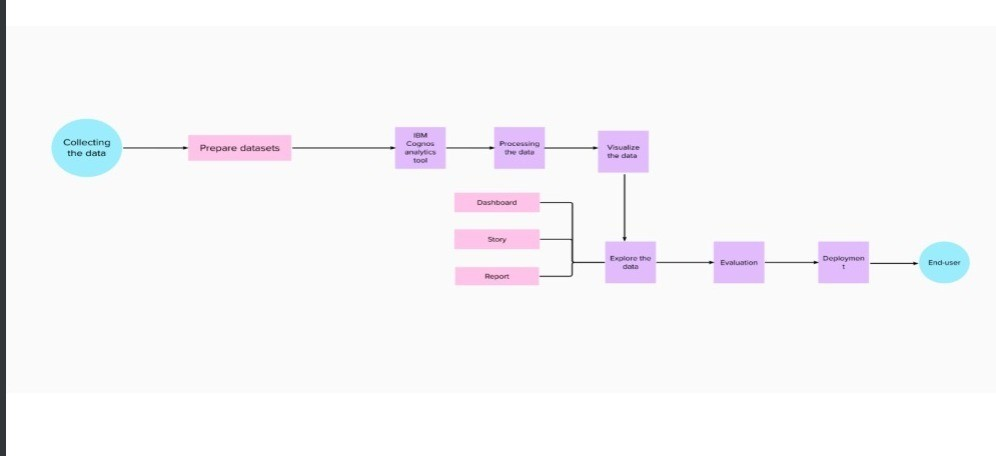 Collecting
the data
Prepare datasets
IBM
Cognos
analytics
tool
Processing
the data
Visualize
the data
Dashboard
Story
Report
Explore the
data
Evaluation
Deploymen
t
End-user